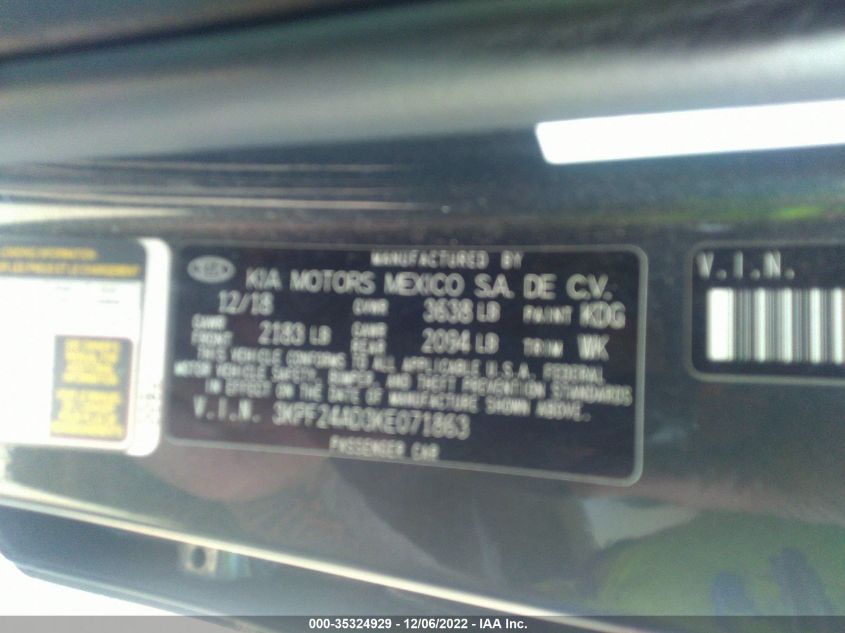 MANUFACTURED BY
KIA MOTORS MEXICO S.A. DE C.V.
12/18 GVWR 3638 LB PAINT KDG
GAWR FRONT 2183 LB GAWR REAR 2094 LB TRIM WK
THIS VEHICLE CONFORMS TO ALL APPLICABLE U.S.A. FEDERAL
MOTOR VEHICLE SAFETY, BUMPER, AND THEFT PREVENTION STANDARDS
IN EFFECT ON THE DATE OF MANUFACTURE SHOWN ABOVE.
V.I.N. 3KPF24AD3KE071863
PASSENGER CAR
V.I.N.
000-35324929 - 12/06/2022 - IAA Inc.